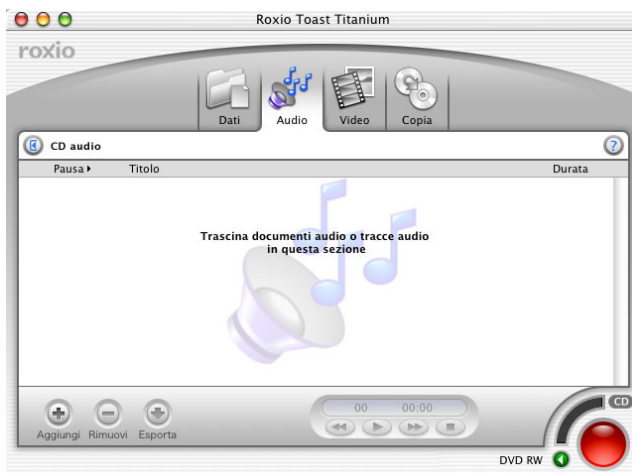 Roxio Toast Titanium
roxio
Dati Audio Video Copia
CD audio ?
Pausa Titolo Durata
Trascina documenti audio o tracce audio
in questa sezione
00 00:00
CD
Aggiungi Rimuovi Esporta
DVD RW